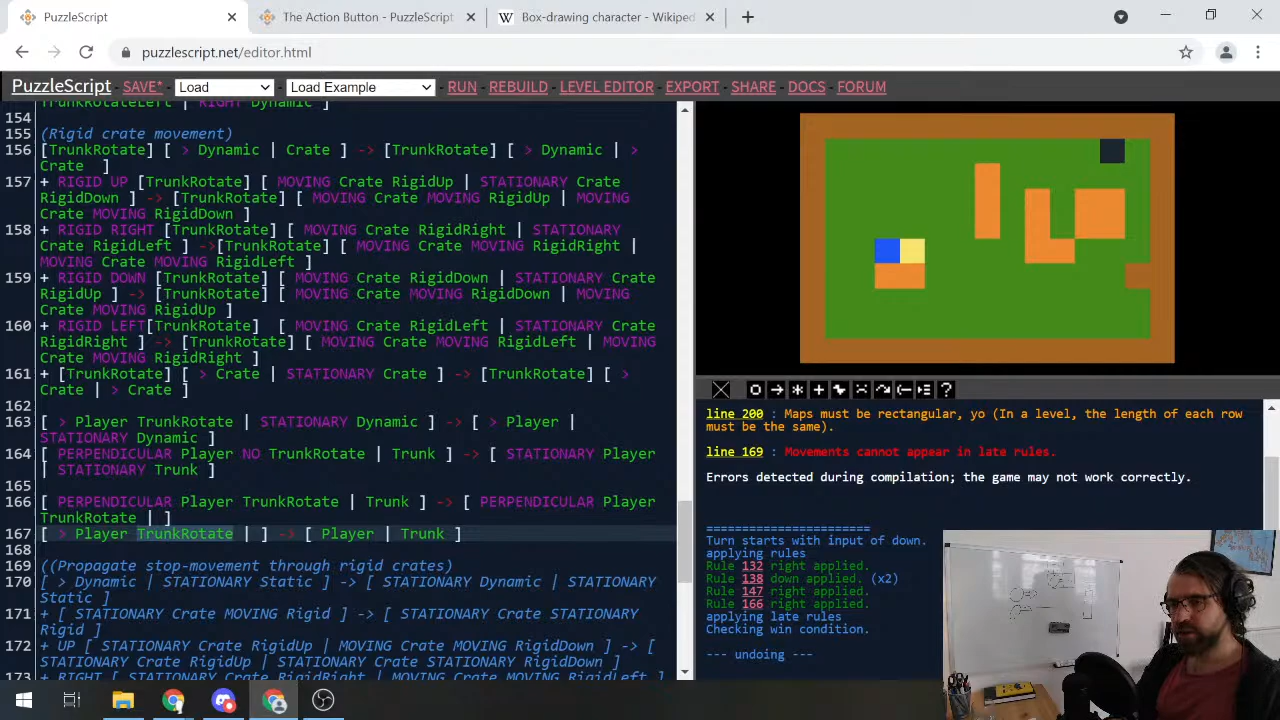 PuzzleScript
The Action Button - PuzzleScript
Box-drawing character - Wikiped
puzzlescript.net/editor.html
PuzzleScript - SAVE* Load Load Example - RUN - REBUILD - LEVEL EDITOR - EXPORT - SHARE - DOCS - FORUM
TrunkRotateLeft | RIGHT Dynamic ]
154
155 (Rigid crate movement)
156 [TrunkRotate] [ > Dynamic | Crate ] -> [TrunkRotate] [ > Dynamic | >
Crate ]
157 + RIGID UP [TrunkRotate] [ MOVING Crate RigidUp | STATIONARY Crate
RigidDown ] -> [TrunkRotate] [ MOVING Crate MOVING RigidUp | MOVING
Crate MOVING RigidDown ]
158 + RIGID RIGHT [TrunkRotate] [ MOVING Crate RigidRight | STATIONARY
Crate RigidLeft ] ->[TrunkRotate] [ MOVING Crate MOVING RigidRight |
MOVING Crate MOVING RigidLeft ]
159 + RIGID DOWN [TrunkRotate] [ MOVING Crate RigidDown | STATIONARY Crate
RigidUp ] -> [TrunkRotate] [ MOVING Crate MOVING RigidDown | MOVING
Crate MOVING RigidUp ]
160 + RIGID LEFT[TrunkRotate] [ MOVING Crate RigidLeft | STATIONARY Crate
RigidRight ] -> [TrunkRotate] [ MOVING Crate MOVING RigidLeft | MOVING
Crate MOVING RigidRight ]
161 + [TrunkRotate] [ > Crate | STATIONARY Crate ] -> [TrunkRotate] [ >
Crate | > Crate ]
162
163 [ > Player TrunkRotate | STATIONARY Dynamic ] -> [ > Player |
STATIONARY Dynamic ]
164 [ PERPENDICULAR Player NO TrunkRotate | Trunk ] -> [ STATIONARY Player
| STATIONARY Trunk ]
165
166 [ PERPENDICULAR Player TrunkRotate | Trunk ] -> [ PERPENDICULAR Player
TrunkRotate | ]
167 [ > Player TrunkRotate | ] -> [ Player | Trunk ]
168
169 ((Propagate stop-movement through rigid crates)
170 [ > Dynamic | STATIONARY Static ] -> [ STATIONARY Dynamic | STATIONARY
Static ]
171 + [ STATIONARY Crate MOVING Rigid ] -> [ STATIONARY Crate STATIONARY
Rigid ]
172 + UP [ STATIONARY Crate RigidUp | MOVING Crate RigidDown ] -> [
STATIONARY Crate RigidUp | STATIONARY Crate STATIONARY RigidDown ]
173 + RIGHT [ STATIONARY Crate RigidRight | MOVING Crate RigidLeft ]
line 200 : Maps must be rectangular, yo (In a level, the length of each row
must be the same).
line 169 : Movements cannot appear in late rules.
Errors detected during compilation; the game may not work correctly.
=======================
Turn starts with input of down.
applying rules
Rule 132 right applied.
Rule 138 down applied. (x2)
Rule 147 right applied.
Rule 166 right applied.
applying late rules
Checking win condition.
--- undoing ---